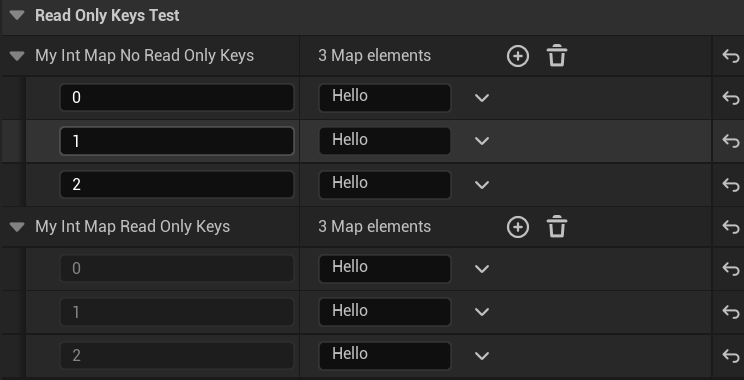 Read Only Keys Test
My Int Map No Read Only Keys 3 Map elements
0 Hello
1 Hello
2 Hello
My Int Map Read Only Keys 3 Map elements
0 Hello
1 Hello
2 Hello